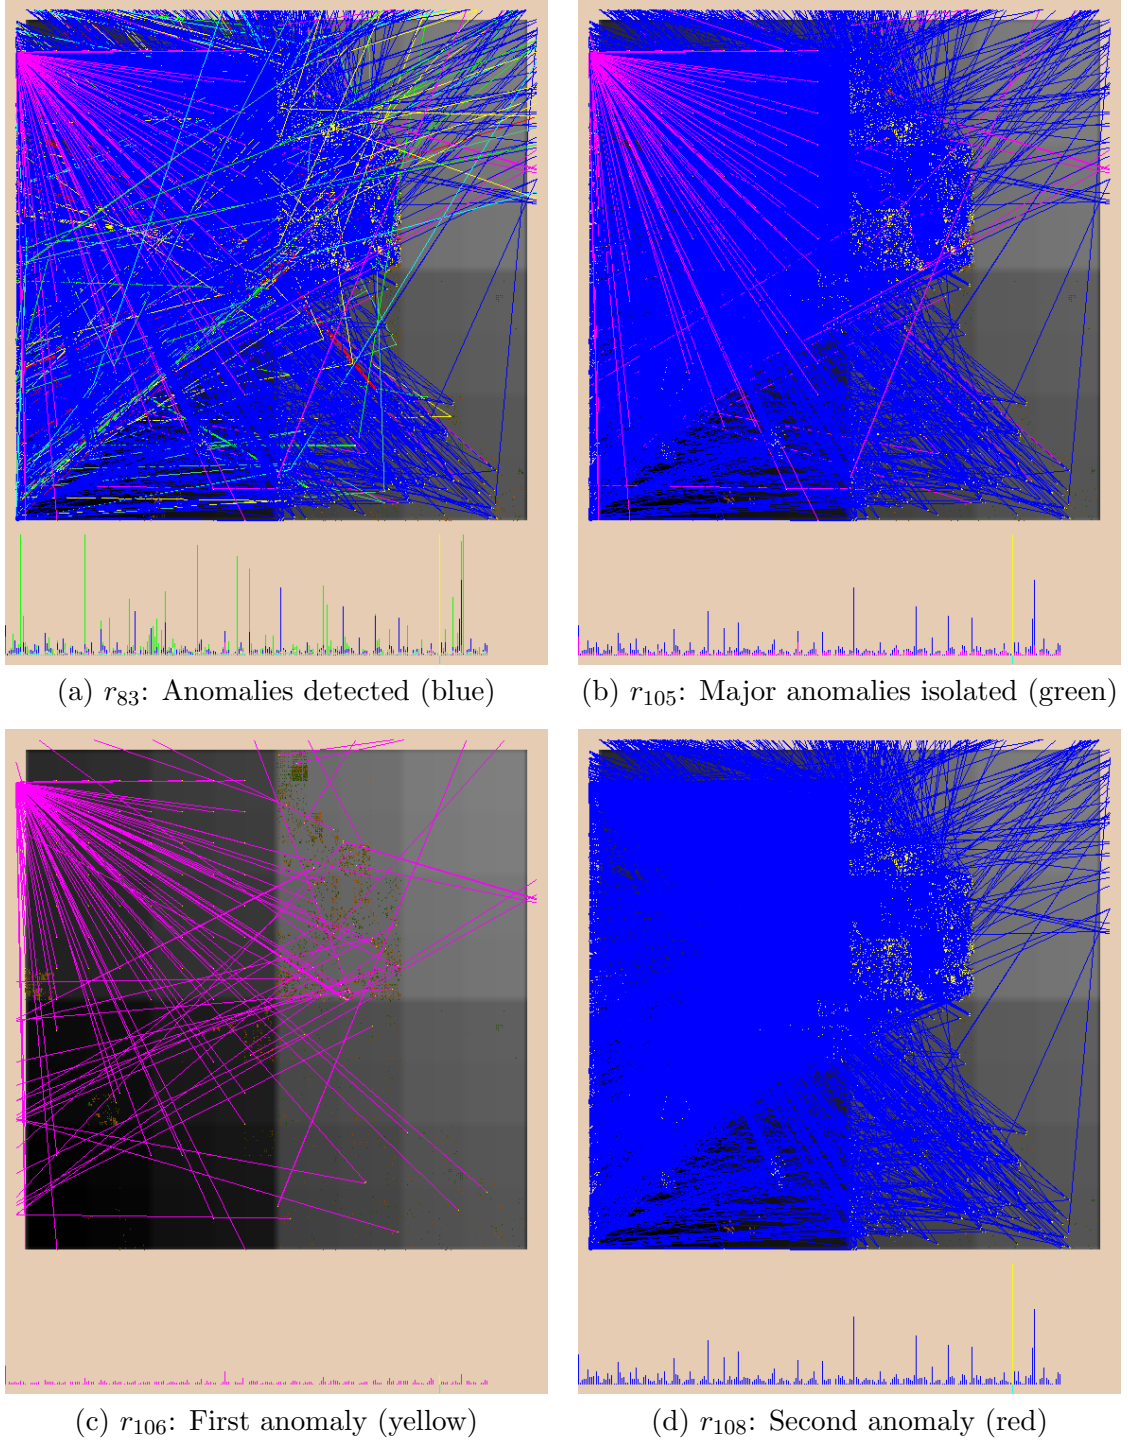 (a) r83: Anomalies detected (blue)
(b) r105: Major anomalies isolated (green)
(c) r106: First anomaly (yellow)
(d) r108: Second anomaly (red)